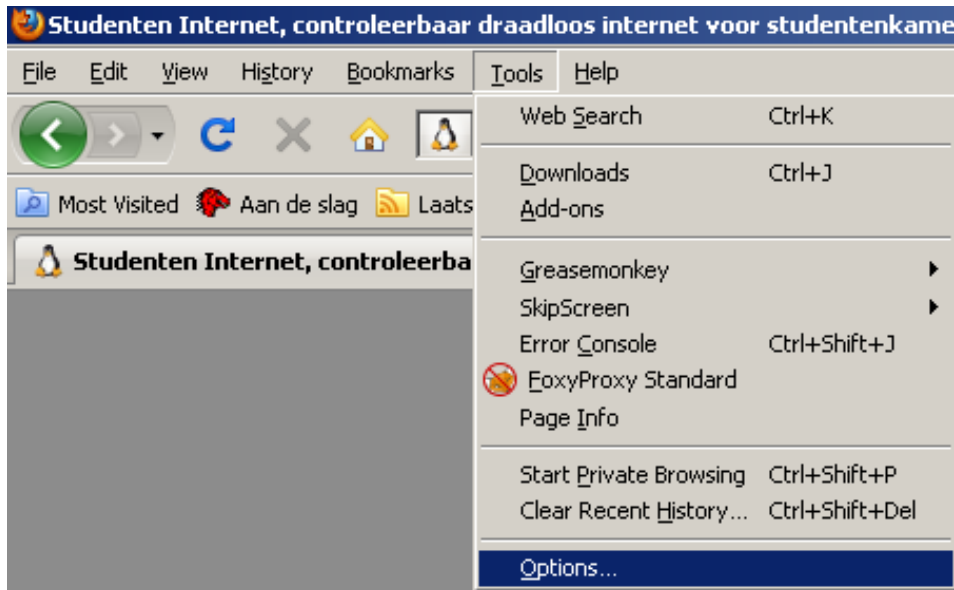 Studenten Internet, controleerbaar draadloos internet voor studentenkame
File Edit View History Bookmarks Tools Help
Most Visited Aan de slag Laats
Studenten Internet, controleerba
Web Search Ctrl+K
Downloads Ctrl+J
Add-ons
Greasemonkey
SkipScreen
Error Console Ctrl+Shift+J
FoxyProxy Standard
Page Info
Start Private Browsing Ctrl+Shift+P
Clear Recent History... Ctrl+Shift+Del
Options...